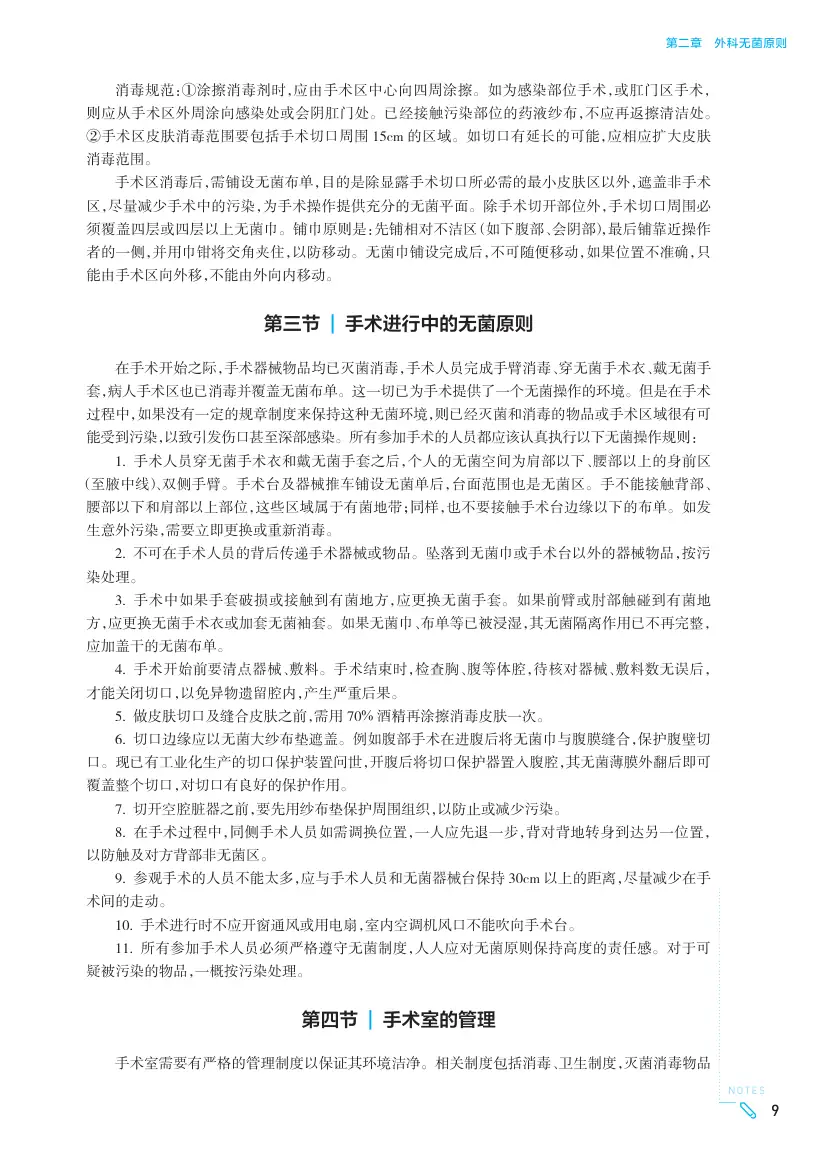 第二章 外科无菌原则
消毒规范:①涂擦消毒剂时,应由手术区中心向四周涂擦。如为感染部位手术,或肛门区手术,
则应从手术区外周涂向感染处或会阴肛门处。已经接触污染部位的药液纱布,不应再返擦清洁处。
②手术区皮肤消毒范围要包括手术切口周围 15cm 的区域。如切口有延长的可能,应相应扩大皮肤
消毒范围。
手术区消毒后,需铺设无菌布单,目的是除显露手术切口所必需的最小皮肤区以外,遮盖非手术
区,尽量减少手术中的污染,为手术操作提供充分的无菌平面。除手术切开部位外,手术切口周围必
须覆盖四层或四层以上无菌巾。铺巾原则是:先铺相对不洁区(如下腹部、会阴部),最后铺靠近操作
者的一侧,并用巾钳将交角夹住,以防移动。无菌巾铺设完成后,不可随便移动,如果位置不准确,只
能由手术区向外移,不能由外向内移动。
第三节 | 手术进行中的无菌原则
在手术开始之际,手术器械物品均已灭菌消毒,手术人员完成手臂消毒、穿无菌手术衣、戴无菌手
套,病人手术区也已消毒并覆盖无菌布单。这一切已为手术提供了一个无菌操作的环境。但是在手术
过程中,如果没有一定的规章制度来保持这种无菌环境,则已经灭菌和消毒的物品或手术区域很有可
能受到污染,以致引发伤口甚至深部感染。所有参加手术的人员都应该认真执行以下无菌操作规则:
1. 手术人员穿无菌手术衣和戴无菌手套之后,个人的无菌空间为肩部以下、腰部以上的身前区
(至腋中线)、双侧手臂。手术台及器械推车铺设无菌单后,台面范围也是无菌区。手不能接触背部、
腰部以下和肩部以上部位,这些区域属于有菌地带;同样,也不要接触手术台边缘以下的布单。如发
生意外污染,需要立即更换或重新消毒。
2. 不可在手术人员的背后传递手术器械或物品。坠落到无菌巾或手术台以外的器械物品,按污
染处理。
3. 手术中如果手套破损或接触到有菌地方,应更换无菌手套。如果前臂或肘部触碰到有菌地
方,应更换无菌手术衣或加套无菌袖套。如果无菌巾、布单等已被浸湿,其无菌隔离作用已不再完整,
应加盖干的无菌布单。
4. 手术开始前要清点器械、敷料。手术结束时,检查胸、腹等体腔,待核对器械、敷料数无误后,
才能关闭切口,以免异物遗留腔内,产生严重后果。
5. 做皮肤切口及缝合皮肤之前,需用 70% 酒精再涂擦消毒皮肤一次。
6. 切口边缘应以无菌大纱布垫遮盖。例如腹部手术在进腹后将无菌巾与腹膜缝合,保护腹壁切
口。现已有工业化生产的切口保护装置问世,开腹后将切口保护器置入腹腔,其无菌薄膜外翻后即可
覆盖整个切口,对切口有良好的保护作用。
7. 切开空腔脏器之前,要先用纱布垫保护周围组织,以防止或减少污染。
8. 在手术过程中,同侧手术人员如需调换位置,一人应先退一步,背对背地转身到达另一位置,
以防触及对方背部非无菌区。
9. 参观手术的人员不能太多,应与手术人员和无菌器械台保持 30cm 以上的距离,尽量减少在手
术间的走动。
10. 手术进行时不应开窗通风或用电扇,室内空调机风口不能吹向手术台。
11. 所有参加手术人员必须严格遵守无菌制度,人人应对无菌原则保持高度的责任感。对于可
疑被污染的物品,一概按污染处理。
第四节 | 手术室的管理
手术室需要有严格的管理制度以保证其环境洁净。相关制度包括消毒、卫生制度,灭菌消毒物品
NOTES
9